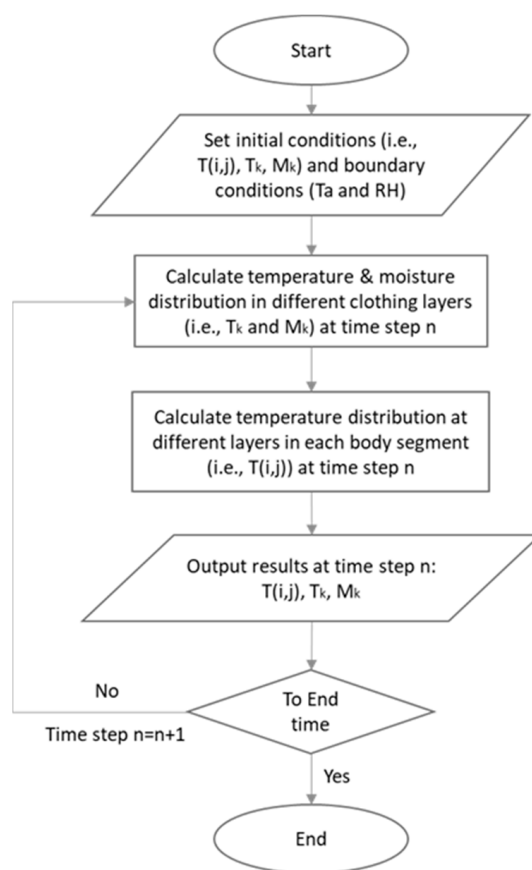 Start
Set initial conditions (i.e.,
T(i,j), Tk, Mk) and boundary
conditions (Ta and RH)
Calculate temperature & moisture
distribution in different clothing layers
(i.e., Tk and Mk) at time step n
Calculate temperature distribution at
different layers in each body segment
(i.e., T(i,j)) at time step n
Output results at time step n:
T(i,j), Tk, Mk
No
To End
time
Time step n=n+1
Yes
End